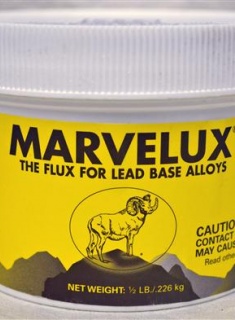 MARVELUX
THE FLUX FOR LEAD BASE ALLOYS
CAUTIO
CONTACT
MAY CAUS
Read othe
NET WEIGHT: ½ LB./.226 kg